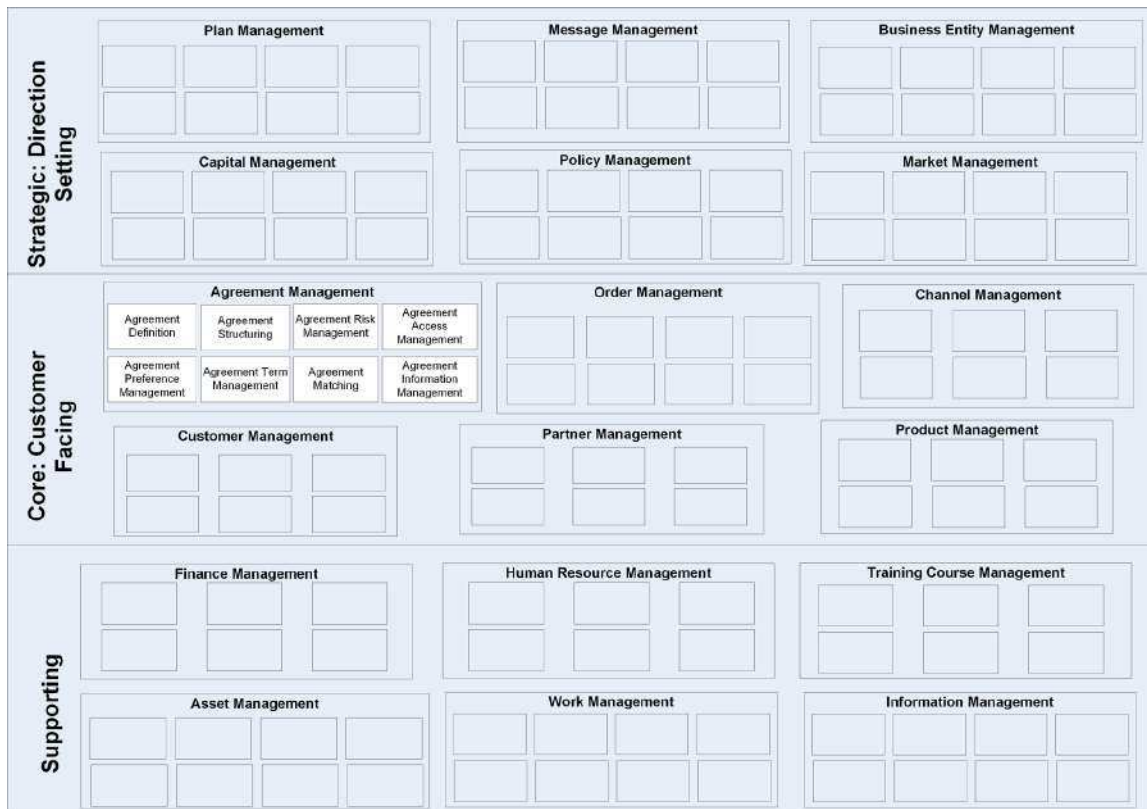 Strategic: Direction
Setting
Plan Management
Message Management
Business Entity Management
Capital Management
Policy Management
Market Management
Core: Customer
Facing
Agreement Management
Agreement
Definition
Agreement
Structuring
Agreement Risk
Management
Agreement
Access
Management
Agreement
Preference
Management
Agreement Term
Management
Agreement
Matching
Agreement
Information
Management
Order Management
Channel Management
Customer Management
Partner Management
Product Management
Supporting
Finance Management
Human Resource Management
Training Course Management
Asset Management
Work Management
Information Management